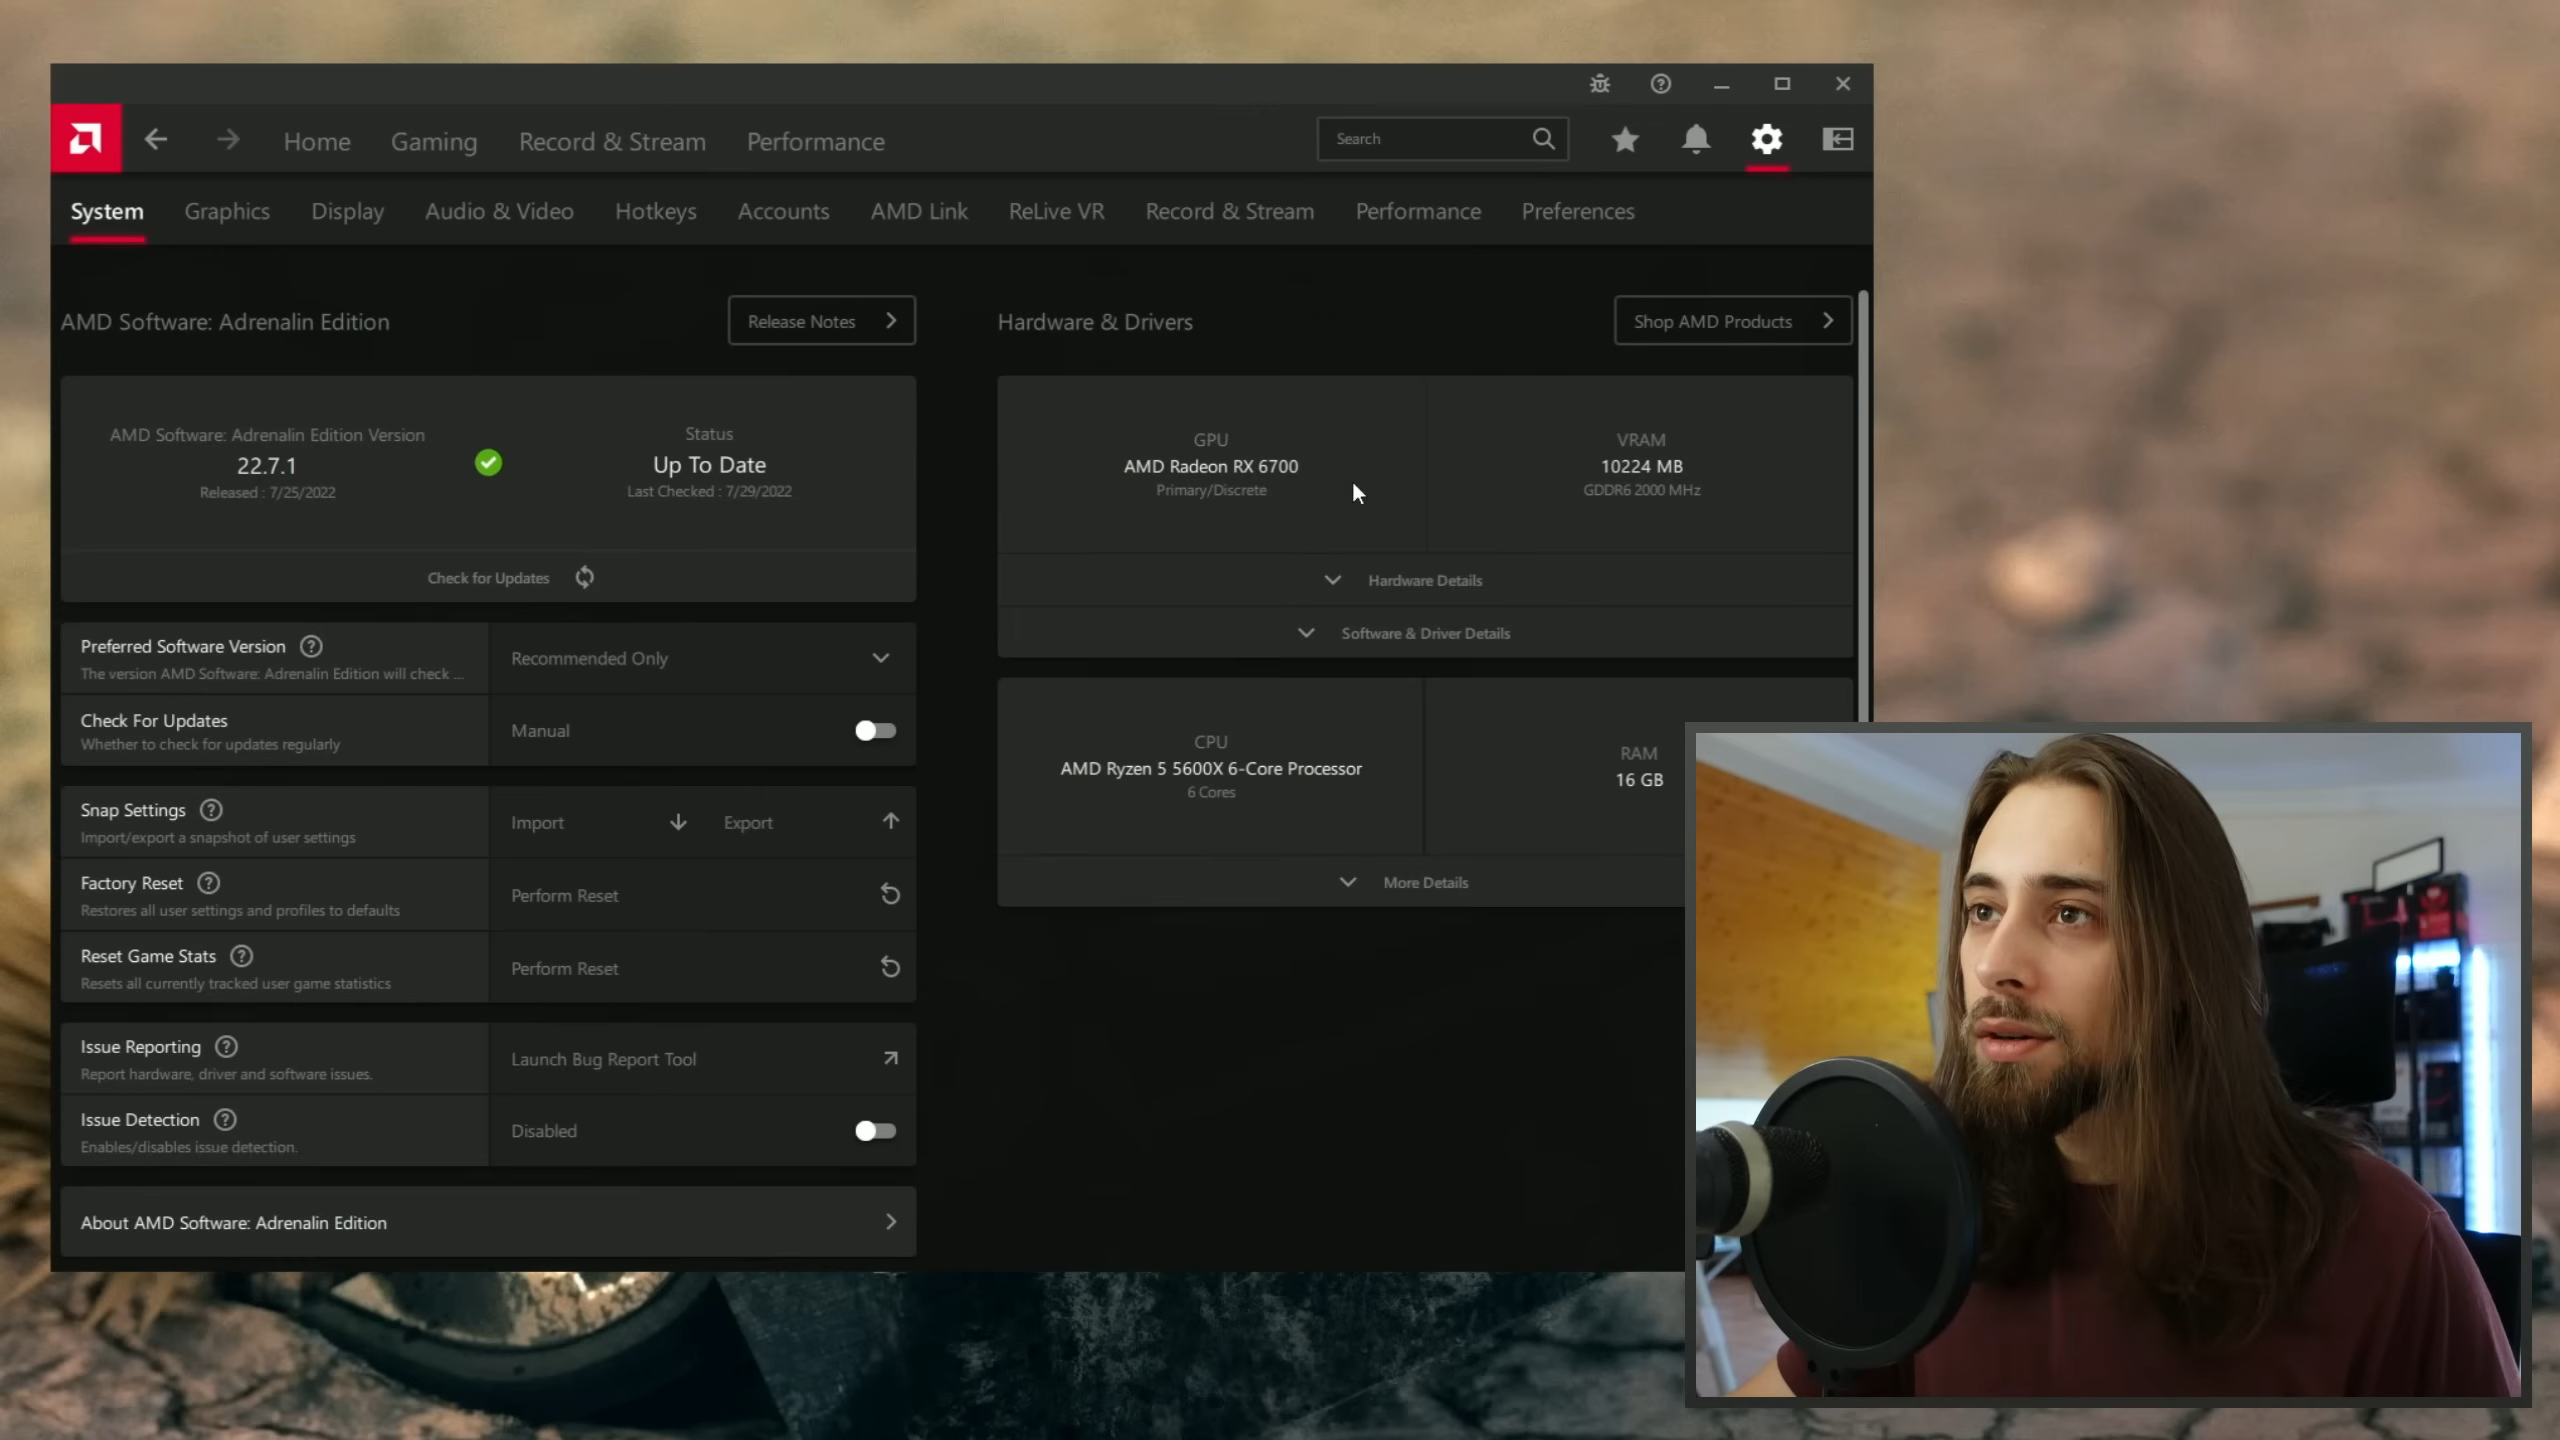 Home
Gaming
Record & Stream
Performance
Search
System
Graphics
Display
Audio & Video
Hotkeys
Accounts
AMD Link
ReLive VR
Record & Stream
Performance
Preferences
AMD Software: Adrenalin Edition
Release Notes
AMD Software: Adrenalin Edition Version
22.7.1
Released : 7/25/2022
Status
Up To Date
Last Checked : 7/29/2022
Check for Updates
Preferred Software Version
The version AMD Software: Adrenalin Edition will check ...
Recommended Only
Check For Updates
Whether to check for updates regularly
Manual
Snap Settings
Import/export a snapshot of user settings
Import
Export
Factory Reset
Restores all user settings and profiles to defaults
Perform Reset
Reset Game Stats
Resets all currently tracked user game statistics
Perform Reset
Issue Reporting
Report hardware, driver and software issues.
Launch Bug Report Tool
Issue Detection
Enables/disables issue detection.
Disabled
About AMD Software: Adrenalin Edition
Hardware & Drivers
Shop AMD Products
GPU
AMD Radeon RX 6700
Primary/Discrete
VRAM
10224 MB
GDDR6 2000 MHz
Hardware Details
Software & Driver Details
CPU
AMD Ryzen 5 5600X 6-Core Processor
6 Cores
RAM
16 GB
More Details